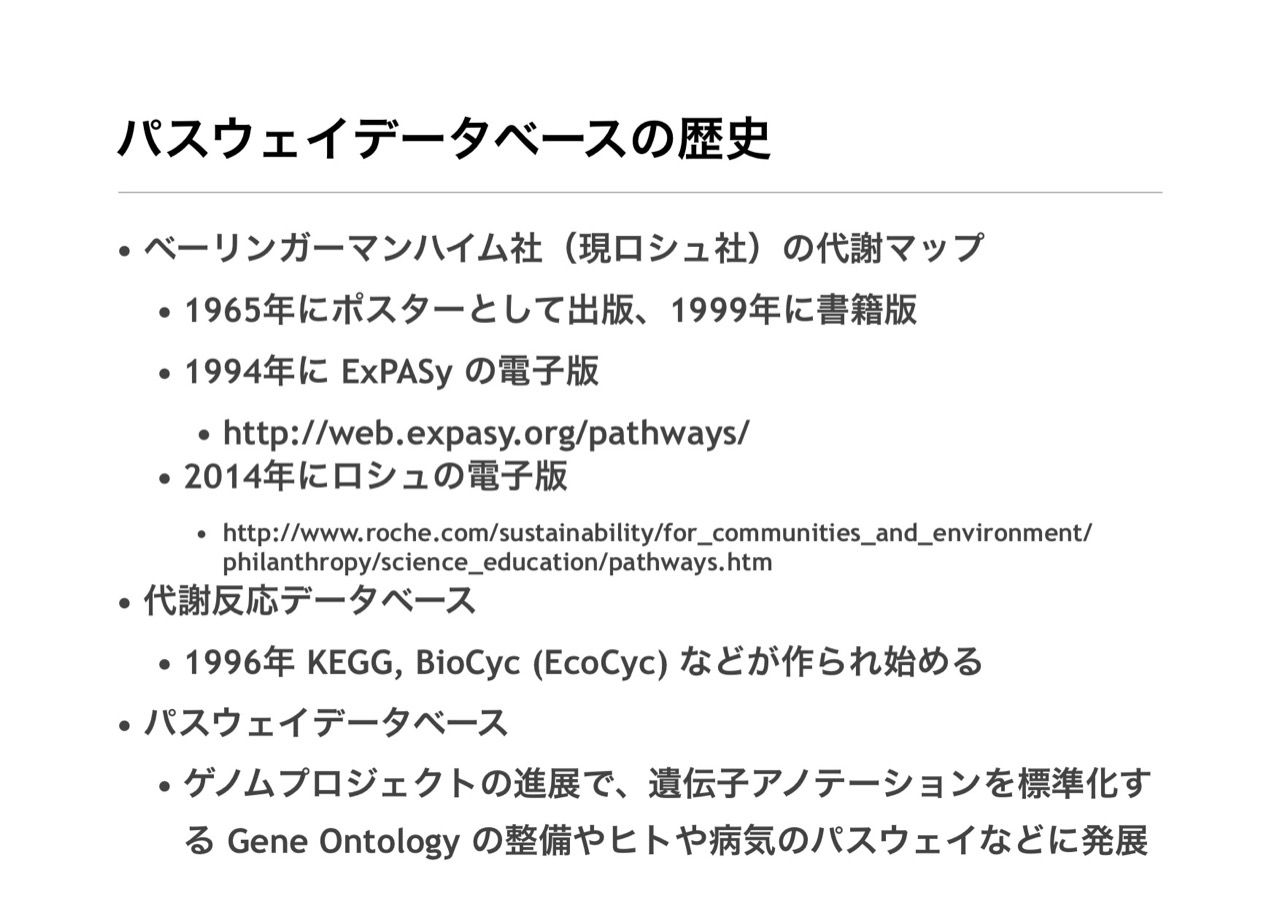 パスウェイデータベースの歴史
• ベーリンガーマンハイム社（現ロシュ社）の代謝マップ
• 1965年にポスターとして出版、1999年に書籍版
• 1994年に ExPASy の電子版
• http://web.expasy.org/pathways/
• 2014年にロシュの電子版
• http://www.roche.com/sustainability/for_communities_and_environment/
philanthropy/science_education/pathways.htm
• 代謝反応データベース
• 1996年 KEGG, BioCyc (EcoCyc) などが作られ始める
• パスウェイデータベース
• ゲノムプロジェクトの進展で、遺伝子アノテーションを標準化す
る Gene Ontology の整備やヒトや病気のパスウェイなどに発展